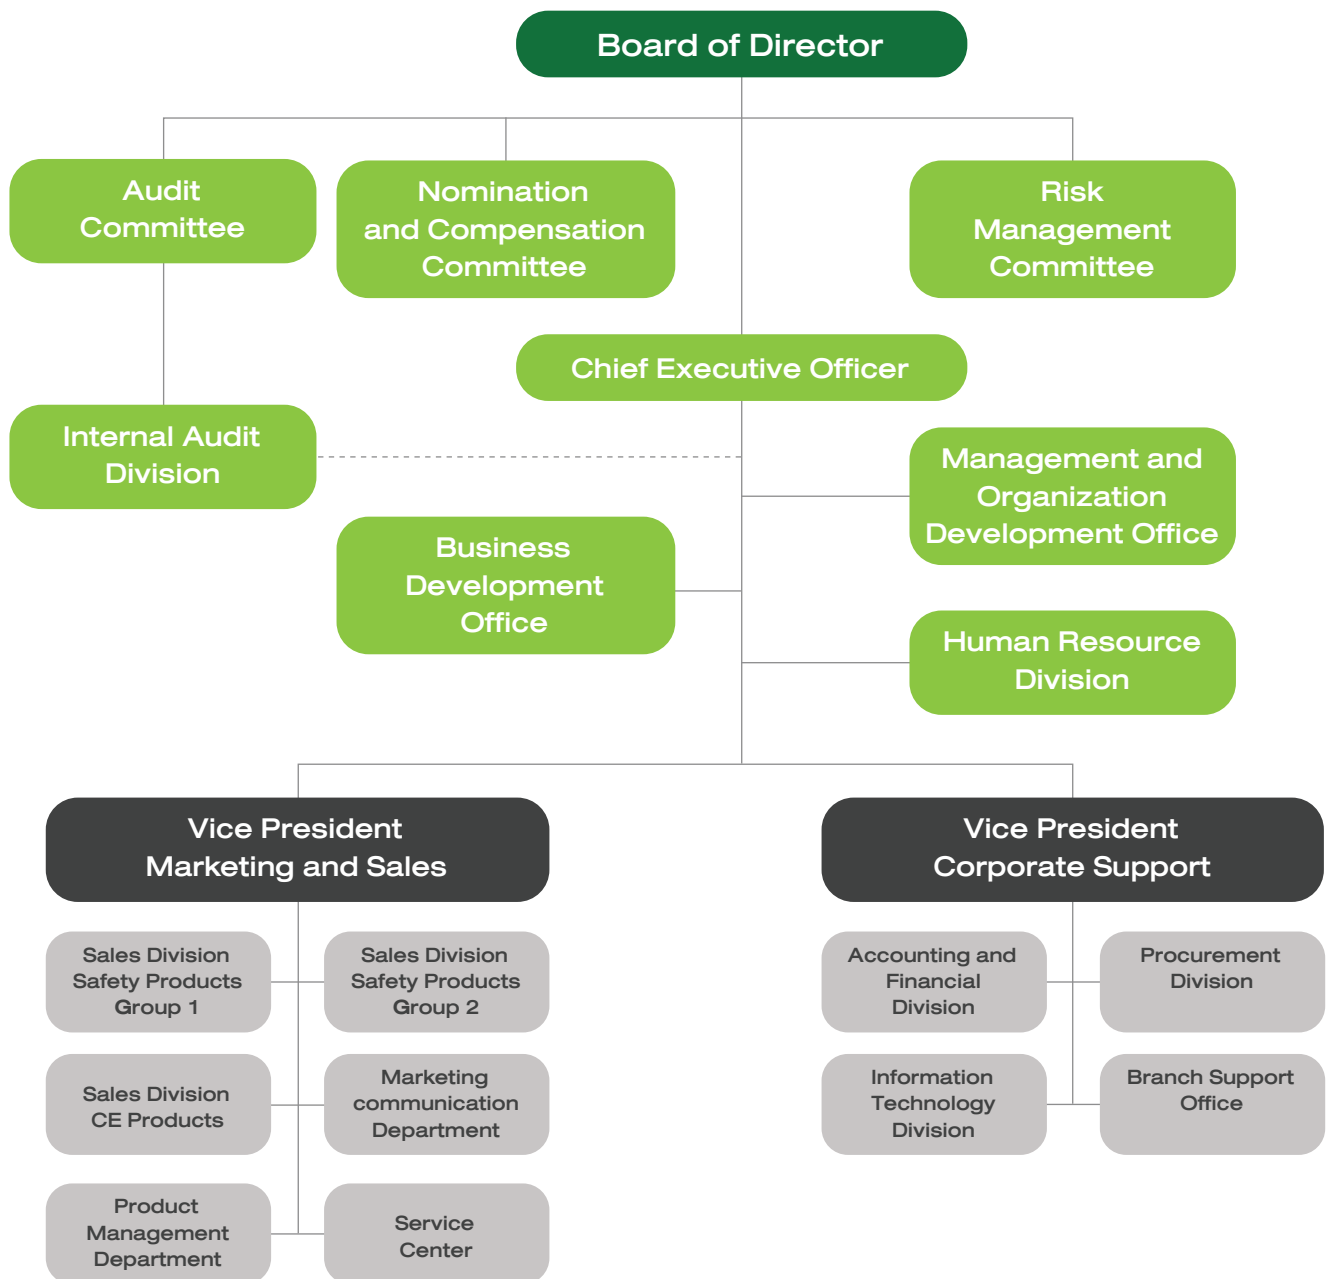 Board of Director
Audit
Committee
Nomination
and Compensation
Committee
Risk
Management
Committee
Chief Executive Officer
Internal Audit
Division
Management and
Organization
Development Office
Business
Development
Office
Human Resource
Division
Vice President
Marketing and Sales
Vice President
Corporate Support
Sales Division
Safety Products
Group 1
Sales Division
Safety Products
Group 2
Accounting and
Financial
Division
Procurement
Division
Sales Division
CE Products
Marketing
communication
Department
Information
Technology
Division
Branch Support
Office
Product
Management
Department
Service
Center